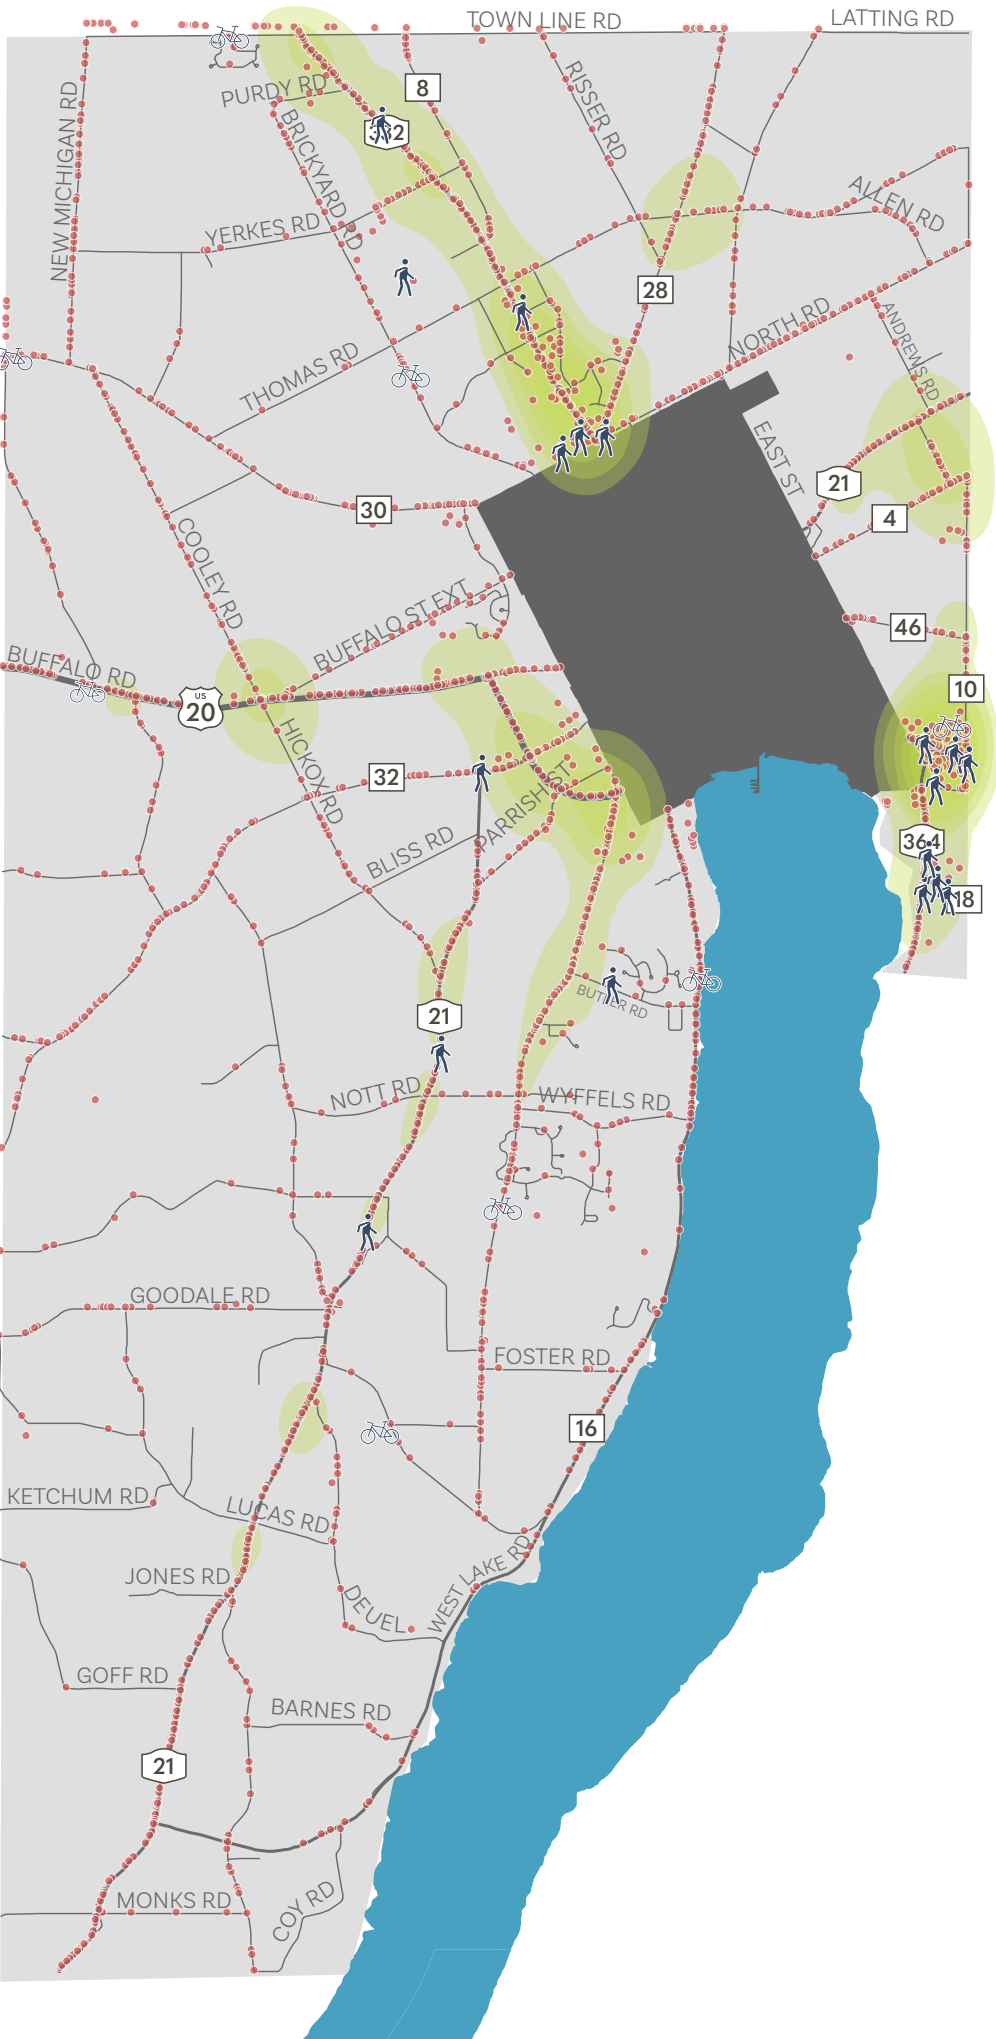 TOWN LINE RD
LATTING RD
8
PURDY RD
RISSER RD
NEW MICHIGAN RD
BRICKYARD RD
332
YERKES RD
ALLEN RD
28
NORTH RD
ANDREWS RD
THOMAS RD
EAST ST
21
30
4
COOLEY RD
BUFFALO ST EXT
46
BUFFALO RD
US
20
10
HICKOX RD
32
PARRISH ST
BLISS RD
364
18
BUTLER RD
21
NOTT RD
WYFFELS RD
GOODALE RD
FOSTER RD
16
KETCHUM RD
LUCAS RD
WEST LAKE RD
JONES RD
DEUEL
GOFF RD
BARNES RD
21
MONKS RD
COY RD